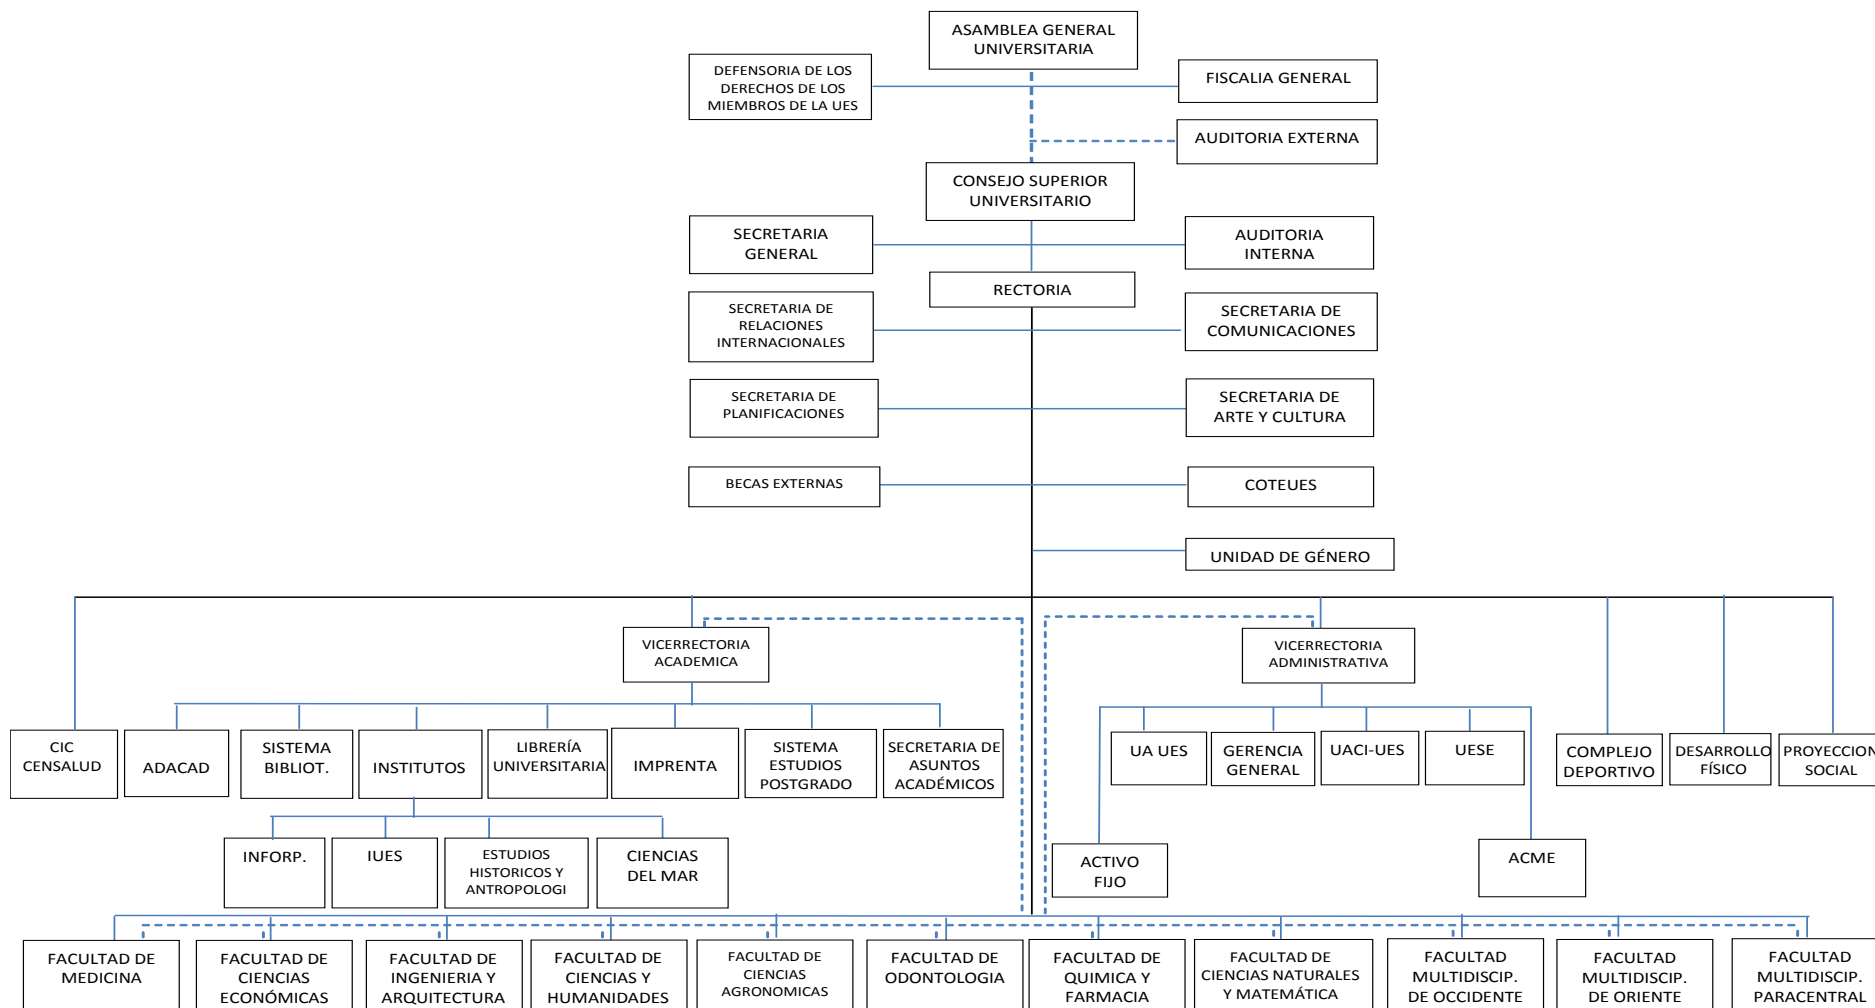 ASAMBLEA GENERAL
UNIVERSITARIA
DEFENSORIA DE LOS
DERECHOS DE LOS
MIEMBROS DE LA UES
FISCALIA GENERAL
AUDITORIA EXTERNA
CONSEJO SUPERIOR
UNIVERSITARIO
SECRETARIA
GENERAL
AUDITORIA
INTERNA
RECTORIA
SECRETARIA DE
RELACIONES
INTERNACIONALES
SECRETARIA DE
COMUNICACIONES
SECRETARIA DE
PLANIFICACIONES
SECRETARIA DE
ARTE Y CULTURA
BECAS EXTERNAS
COTEUES
UNIDAD DE GÉNERO
VICERRECTORIA
ACADEMICA
VICERRECTORIA
ADMINISTRATIVA
CIC
CENSALUD
ADACAD
SISTEMA
BIBLIOT.
INSTITUTOS
LIBRERÍA
UNIVERSITARIA
IMPRENTA
SISTEMA
ESTUDIOS
POSTGRADO
SECRETARIA DE
ASUNTOS
ACADÉMICOS
UA UES
GERENCIA
GENERAL
UACI-UES
UESE
COMPLEJO
DEPORTIVO
DESARROLLO
FÍSICO
PROYECCION
SOCIAL
INFORP.
IUES
ESTUDIOS
HISTORICOS Y
ANTROPOLOGI
CIENCIAS
DEL MAR
ACTIVO
FIJO
ACME
FACULTAD DE
MEDICINA
FACULTAD DE
CIENCIAS
ECONÓMICAS
FACULTAD DE
INGENIERIA Y
ARQUITECTURA
FACULTAD DE
CIENCIAS Y
HUMANIDADES
FACULTAD DE
CIENCIAS
AGRONOMICAS
FACULTAD DE
ODONTOLOGIA
FACULTAD DE
QUIMICA Y
FARMACIA
FACULTAD DE
CIENCIAS NATURALES
Y MATEMÁTICA
FACULTAD
MULTIDISCIP.
DE OCCIDENTE
FACULTAD
MULTIDISCIP.
DE ORIENTE
FACULTAD
MULTIDISCIP.
PARACENTRAL